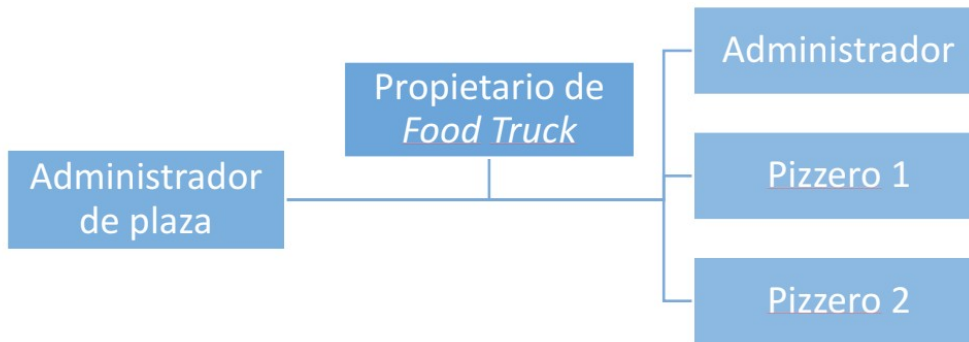 Administrador
de plaza
Propietario de
Food Truck
Administrador
Pizzero 1
Pizzero 2